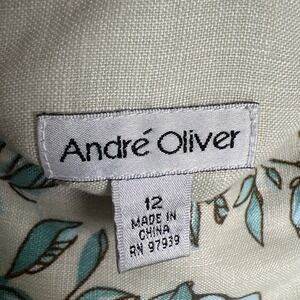 André Oliver
12
MADE IN
CHINA
RN 97939